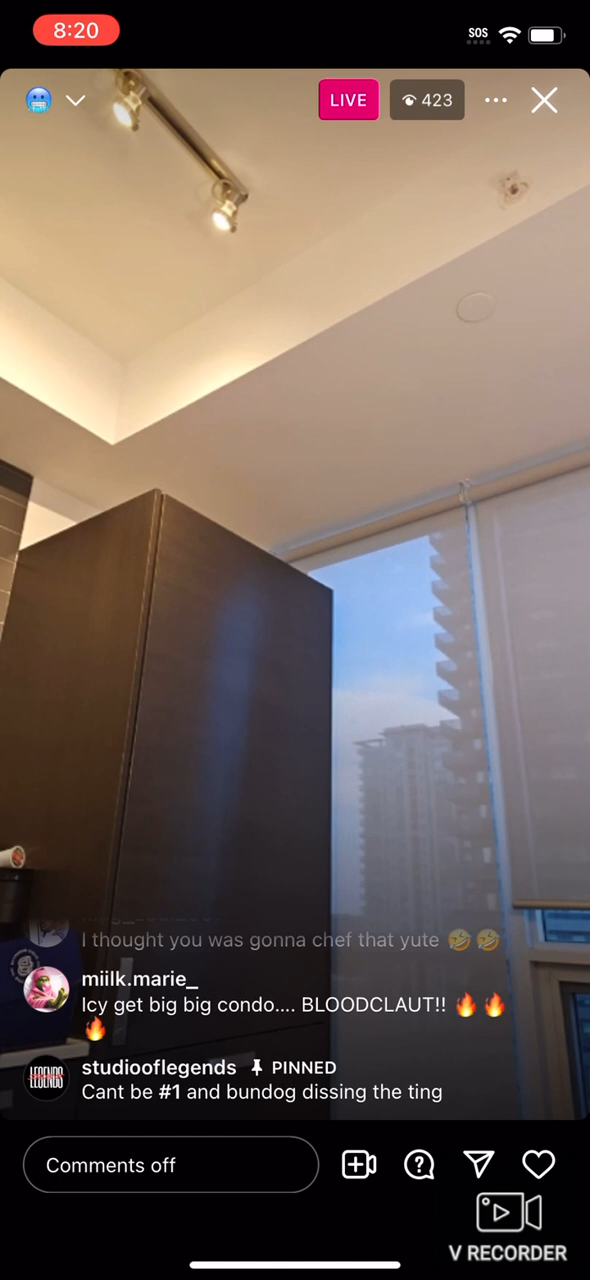 8:20
SOS
LIVE
423
I thought you was gonna chef that yute 🤣🤣
miilk.marie_
Icy get big big condo.... BLOODCLAUT!! 🔥🔥
🔥
LEGENDS
studiooflegends PINNED
Cant be #1 and bundog dissing the ting
Comments off
V RECORDER